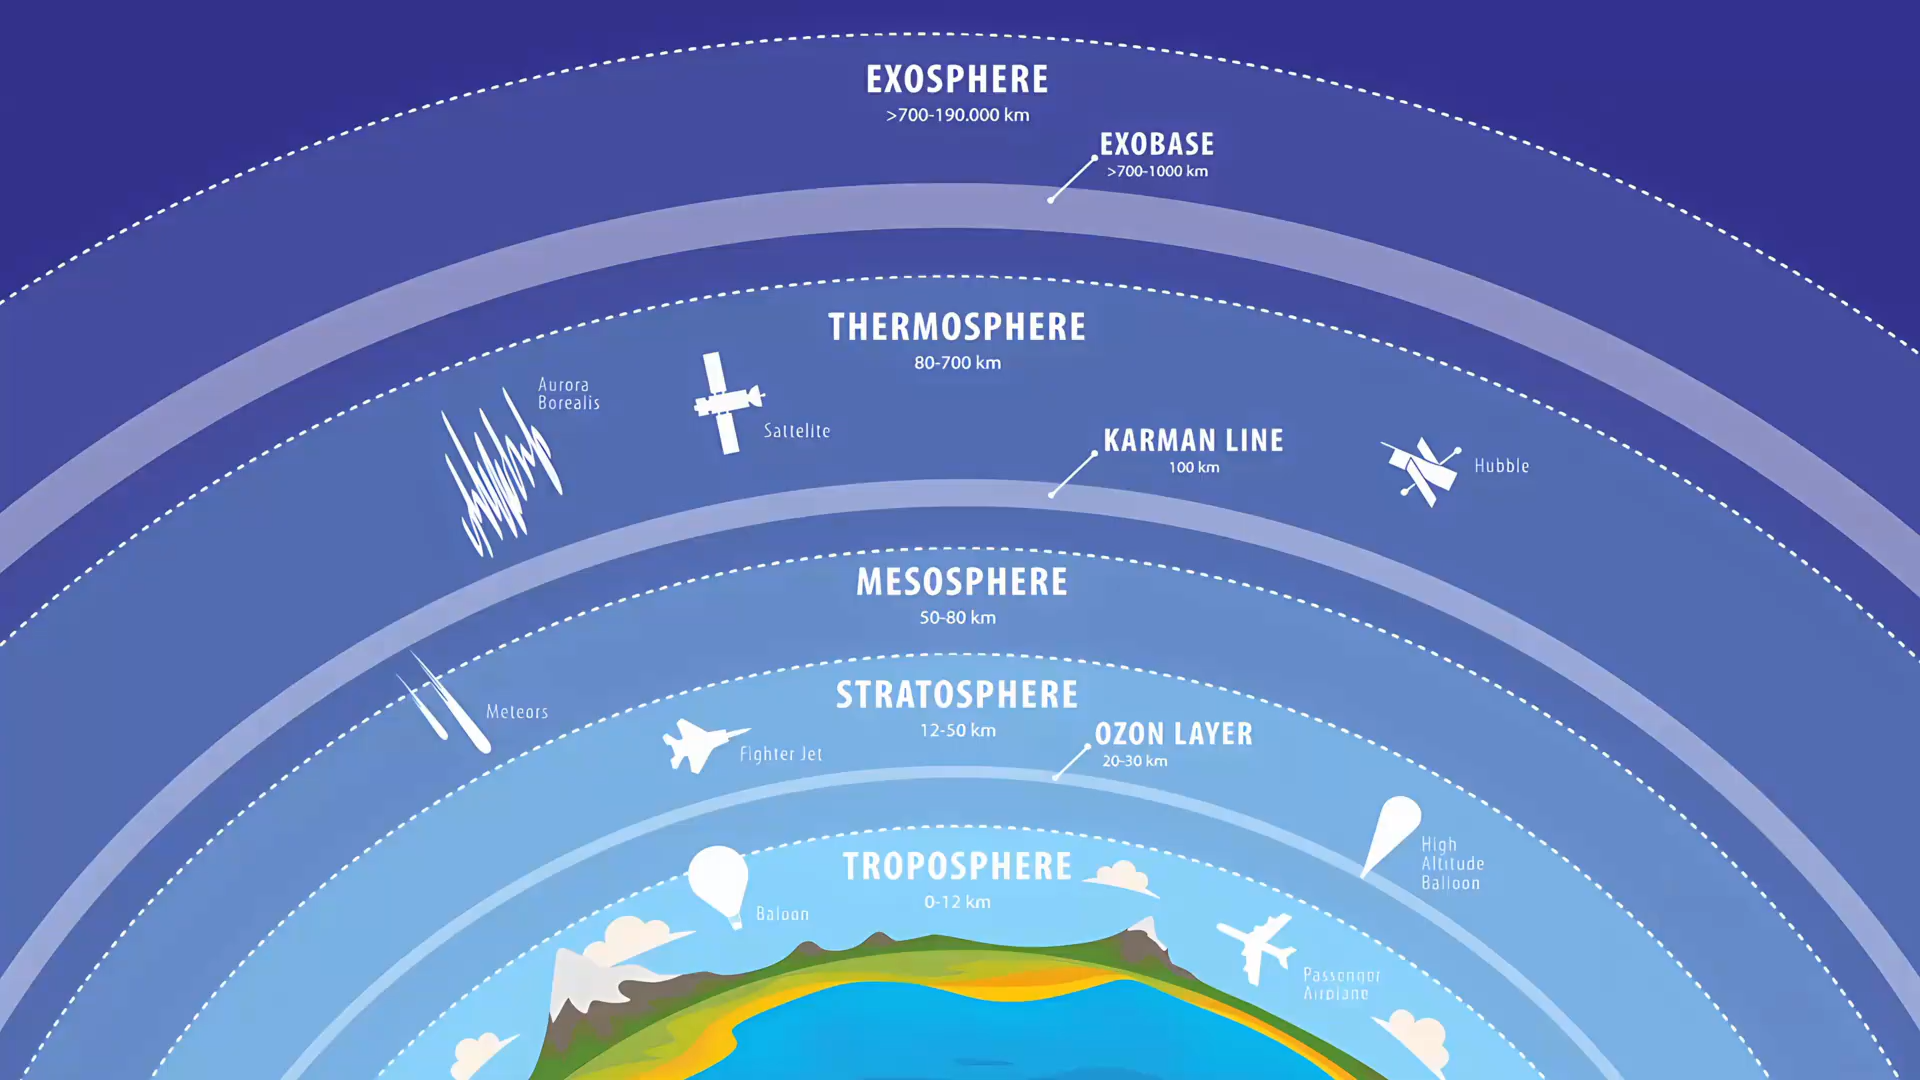 EXOSPHERE
>700-190.000 km
EXOBASE
>700-1000 km
THERMOSPHERE
80-700 km
Aurora
Borealis
Sattelite
KARMAN LINE
100 km
Hubble
MESOSPHERE
50-80 km
Meteors
STRATOSPHERE
12-50 km
OZON LAYER
20-30 km
Fighter Jet
High
Altitude
Balloon
TROPOSPHERE
0-12 km
Baloon
Passenger
Airplane